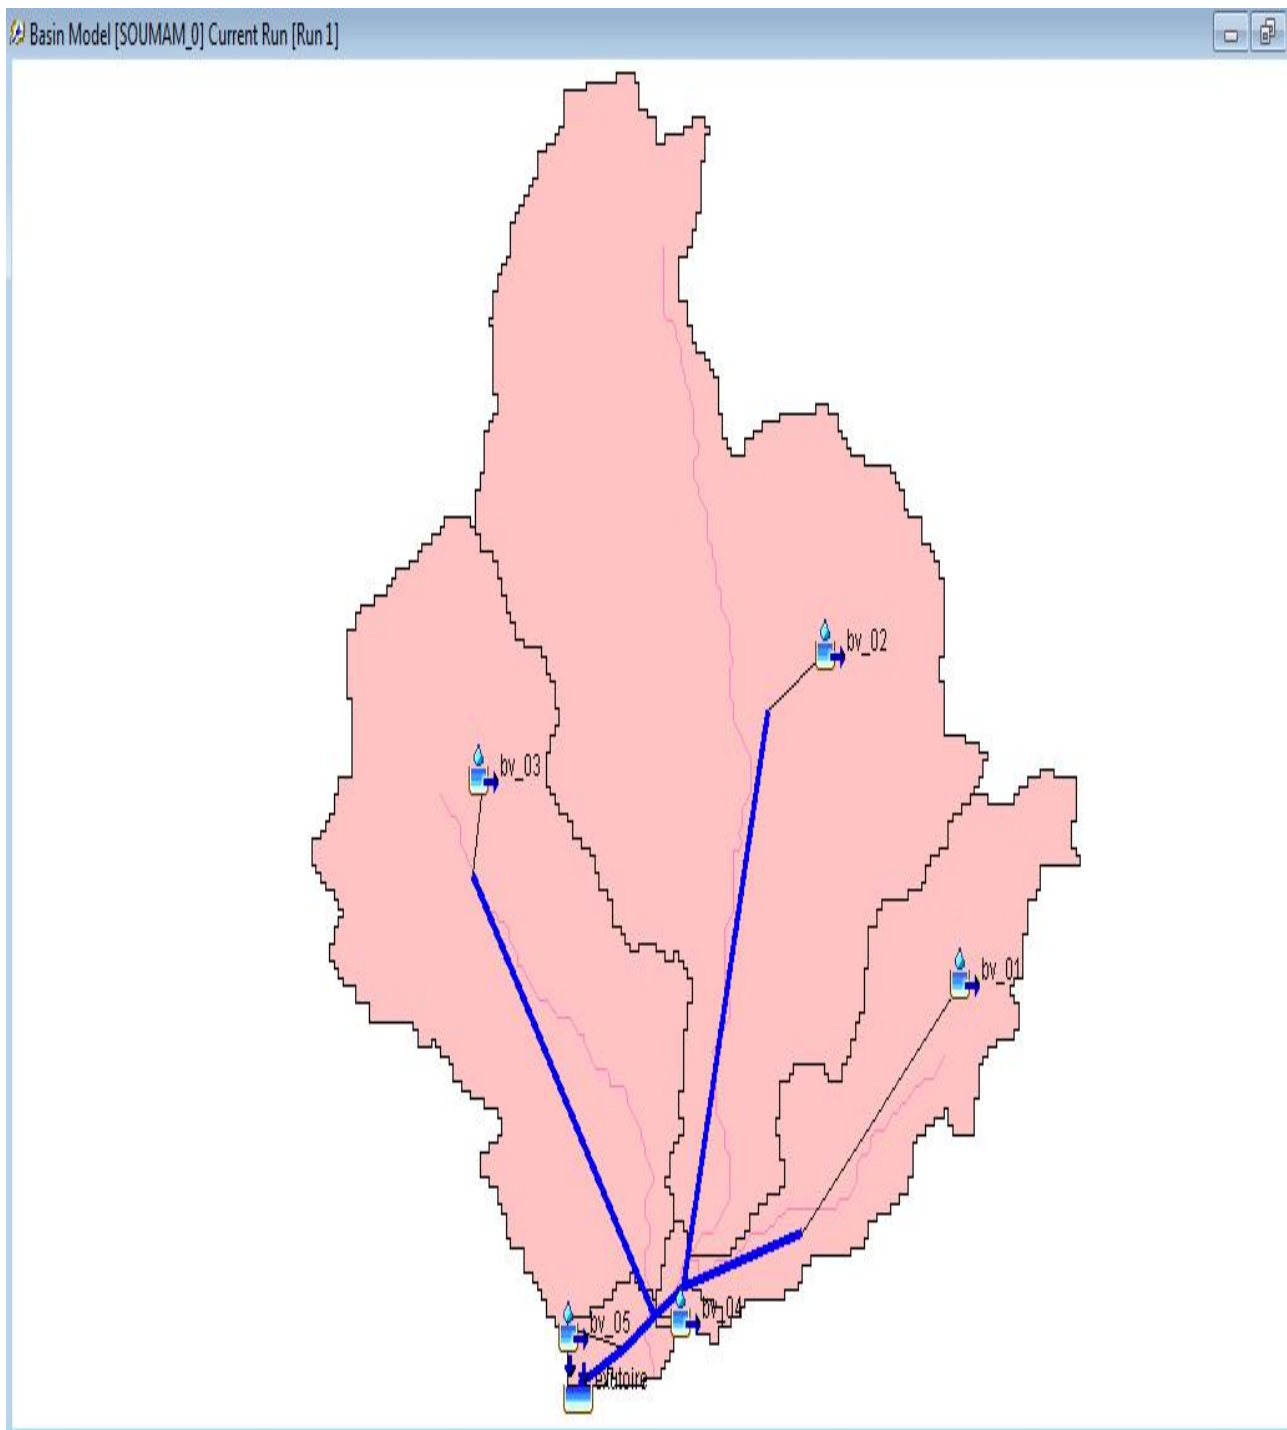 Basin Model [SOUMAM_0] Current Run [Run 1]
bv_02
bv_03
bv_01
bv_04
bv_05
exutoire